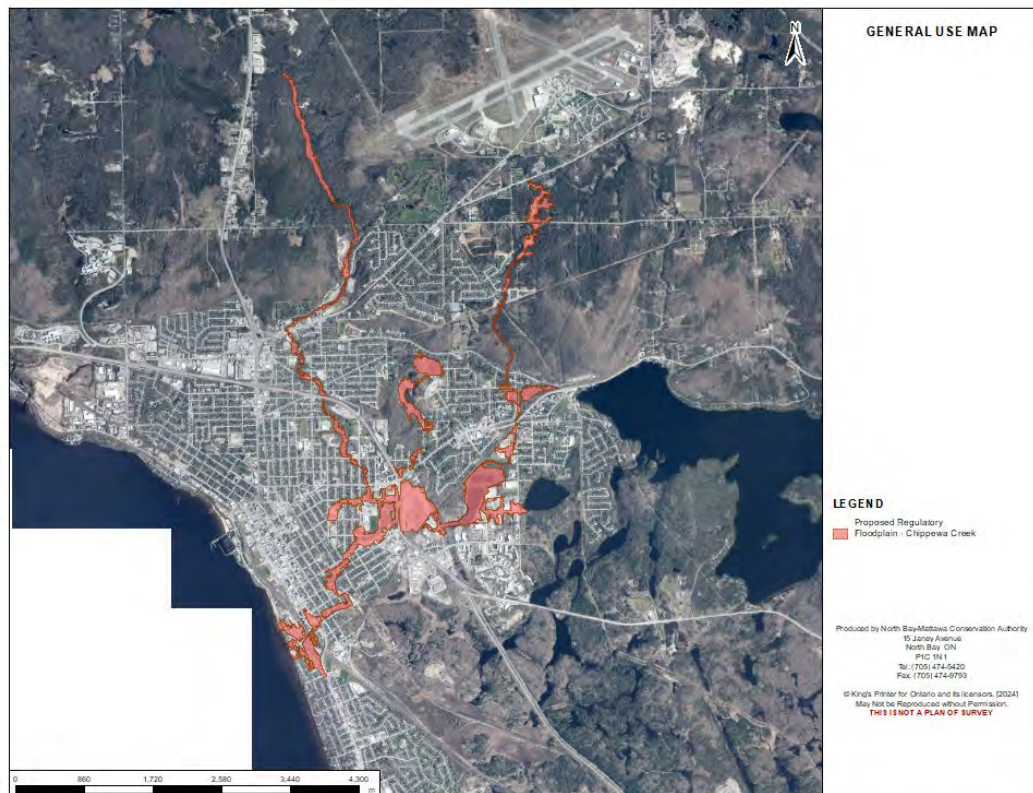 GENERAL USE MAP
N
LEGEND
Proposed Regulatory
Floodplain - Chippewa Creek
Produced by North Bay-Mattawa Conservation Authority
15 Janey Avenue
North Bay ON
P1C 1N1
Tel: (705) 474-5420
Fax: (705) 474-9793
© King's Printer for Ontario and its licensors. [2024]
May Not be Reproduced without Permission.
THIS IS NOT A PLAN OF SURVEY
0 860 1,720 2,580 3,440 4,300
m